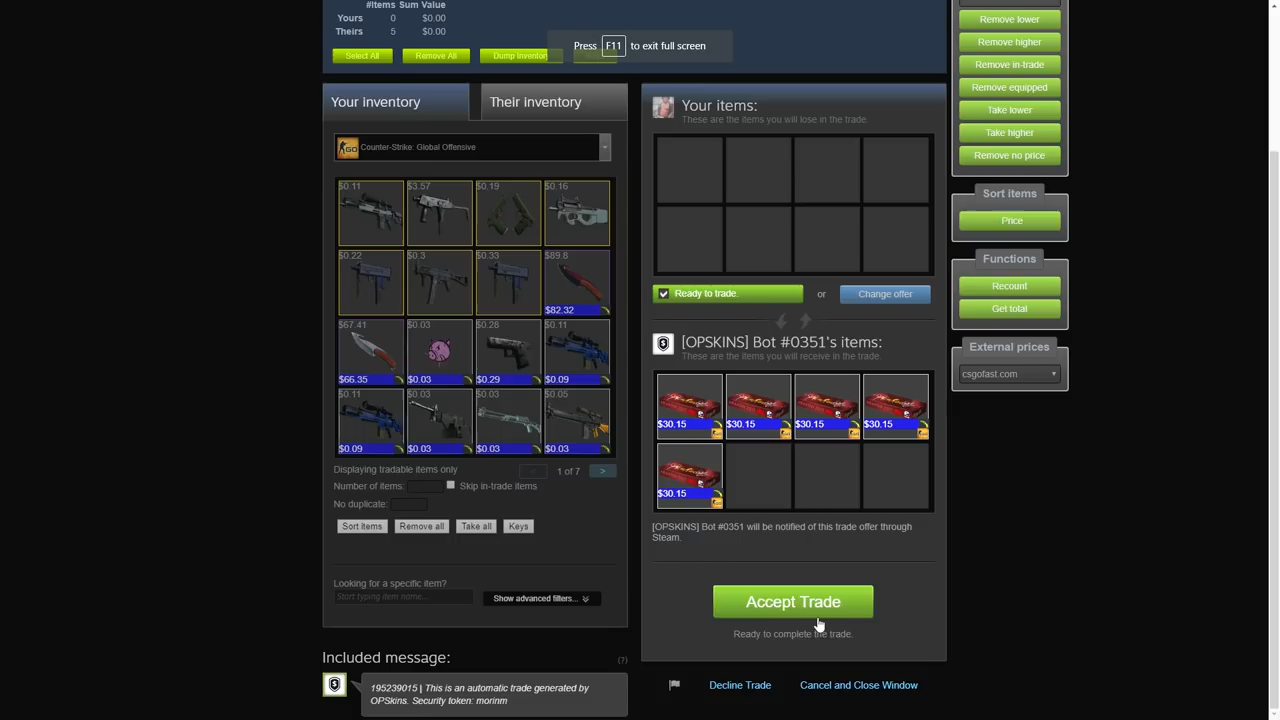 #Items Sum Value
Yours 0 $0.00
Theirs 5 $0.00
Select All Remove All Dump Inventory
Press F11 to exit full screen
Your inventory Their inventory
Counter-Strike: Global Offensive
$0.11 $3.57 $0.19 $0.16
$0.22 $0.3 $0.33 $89.8
$82.32
$67.41 $0.03 $0.28 $0.11
$66.35 $0.03 $0.29 $0.09
$0.11 $0.03 $0.03 $0.05
$0.09 $0.03 $0.03 $0.03
Displaying tradable items only < 1 of 7 >
Number of items: Skip in-trade items
No duplicate:
Sort items Remove all Take all Keys
Looking for a specific item?
Start typing item name... Show advanced filters...
Included message: (?)
195239015 | This is an automatic trade generated by
OPSkins. Security token: morinm
Your items:
These are the items you will lose in the trade.
Ready to trade. or Change offer
[OPSKINS] Bot #0351's items:
These are the items you will receive in the trade.
$30.15 $30.15 $30.15 $30.15
$30.15
[OPSKINS] Bot #0351 will be notified of this trade offer through
Steam.
Accept Trade
Ready to complete the trade.
Decline Trade Cancel and Close Window
Remove lower
Remove higher
Remove in-trade
Remove equipped
Take lower
Take higher
Remove no price
Sort items
Price
Functions
Recount
Get total
External prices
csgofast.com